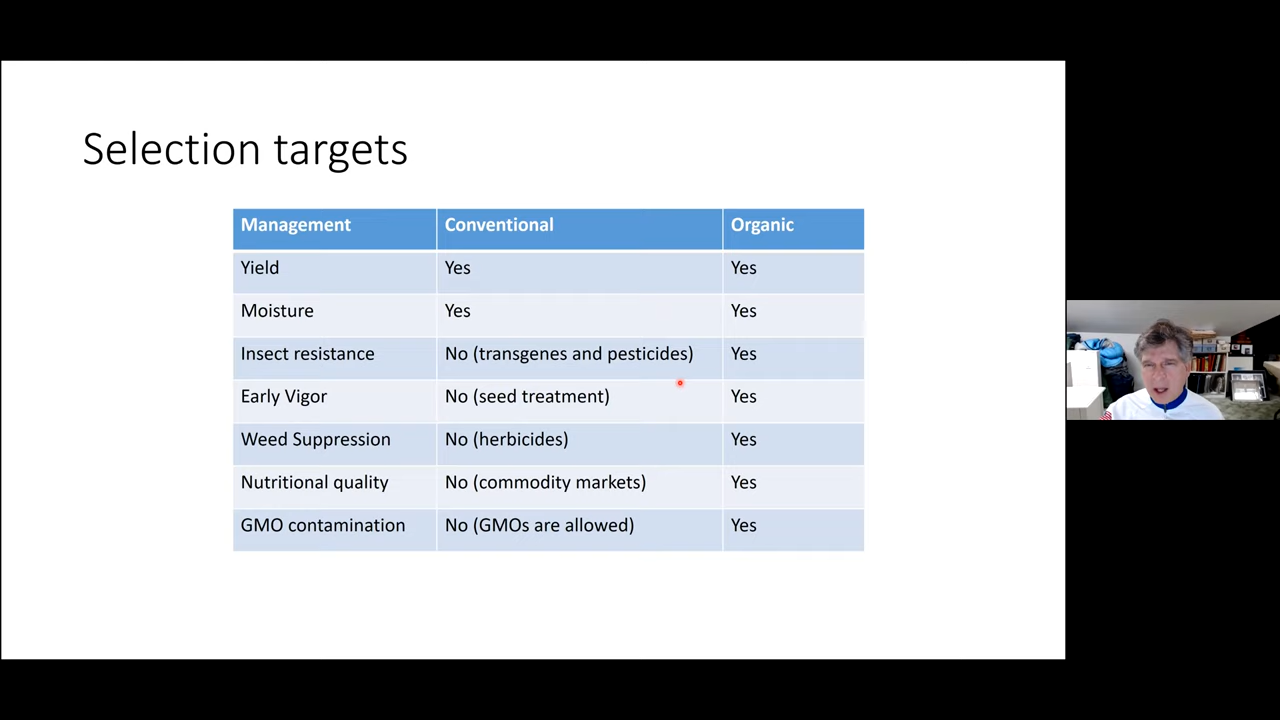 Selection targets
Management Conventional Organic
Yield Yes Yes
Moisture Yes Yes
Insect resistance No (transgenes and pesticides) Yes
Early Vigor No (seed treatment) Yes
Weed Suppression No (herbicides) Yes
Nutritional quality No (commodity markets) Yes
GMO contamination No (GMOs are allowed) Yes